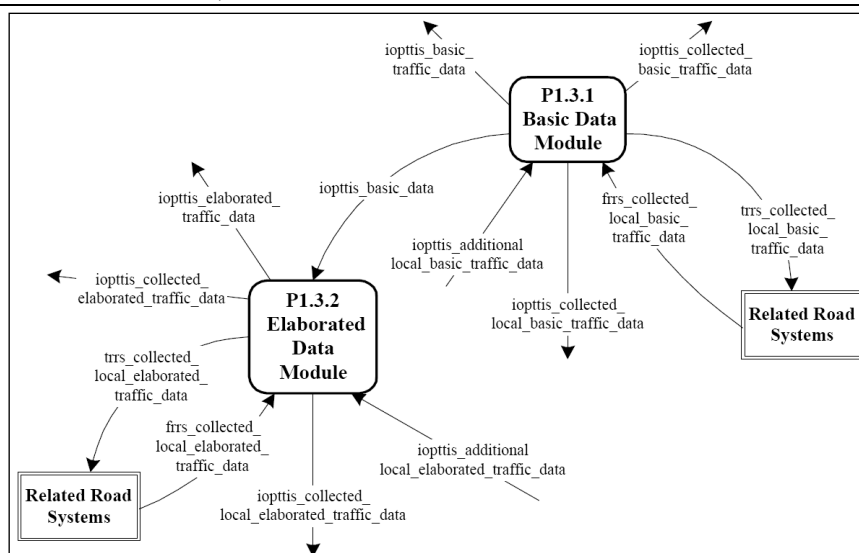 iopttis_basic_
traffic_data
iopttis_collected_
basic_traffic_data
P1.3.1
Basic Data
Module
iopttis_basic_data
iopttis_elaborated_
traffic_data
frrs_collected_
local_basic_
traffic_data
trrs_collected_
local_basic_
traffic_data
iopttis_additional
local_basic_traffic_data
iopttis_collected_
elaborated_traffic_data
P1.3.2
Elaborated
Data
Module
iopttis_collected_
local_basic_traffic_data
Related Road
Systems
trrs_collected_
local_elaborated_
traffic_data
frrs_collected_
local_elaborated_
traffic_data
iopttis_additional
local_elaborated_traffic_data
Related Road
Systems
iopttis_collected_
local_elaborated_traffic_data